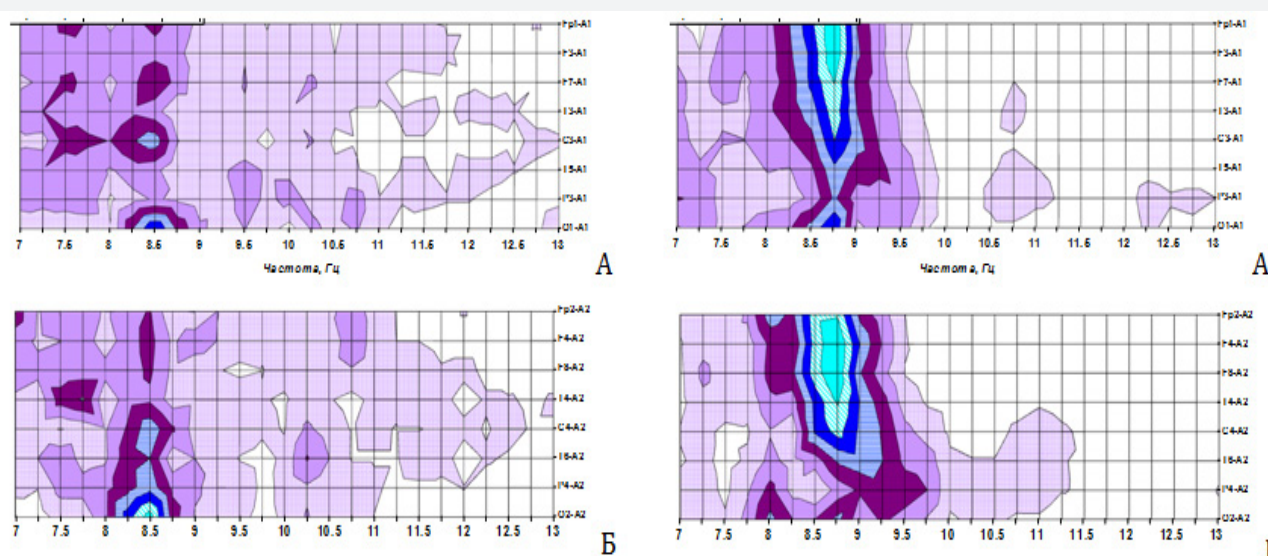 Fp1-A1 Fp1-A1
F3-A1 F3-A1
F7-A1 F7-A1
T3-A1 T3-A1
C3-A1 C3-A1
T5-A1 T5-A1
P3-A1 P3-A1
O1-A1 O1-A1
7 7.5 8 8.5 9 9.5 10 10.5 11 11.5 12 12.5 13 7 7.5 8 8.5 9 9.5 10 10.5 11 11.5 12 12.5 13
Частота, Гц А Частота, Гц А
Fp2-A2 Fp2-A2
F4-A2 F4-A2
F8-A2 F8-A2
T4-A2 T4-A2
C4-A2 C4-A2
T6-A2 T6-A2
P4-A2 P4-A2
O2-A2 O2-A2
7 7.5 8 8.5 9 9.5 10 10.5 11 11.5 12 12.5 13 7 7.5 8 8.5 9 9.5 10 10.5 11 11.5 12 12.5 13
Б